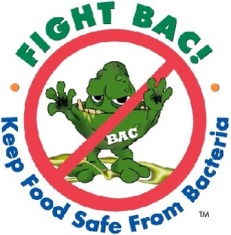 FIGHT BAC!
BAC
Keep Food Safe From Bacteria
TM